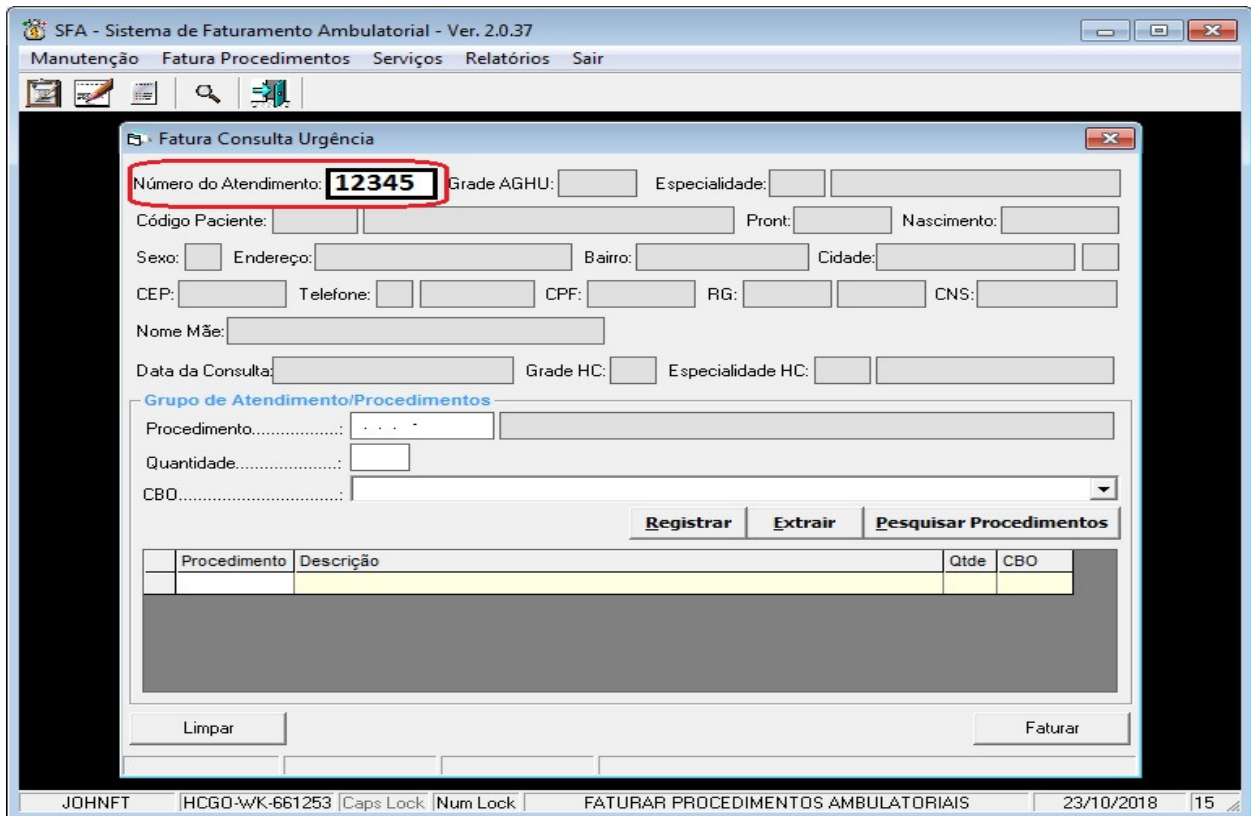 SFA - Sistema de Faturamento Ambulatorial - Ver. 2.0.37
Manutenção Fatura Procedimentos Serviços Relatórios Sair
Fatura Consulta Urgência
Número do Atendimento: 12345 Grade AGHU: Especialidade:
Código Paciente: Pront: Nascimento:
Sexo: Endereço: Bairro: Cidade:
CEP: Telefone: CPF: RG: CNS:
Nome Mãe:
Data da Consulta: Grade HC: Especialidade HC:
Grupo de Atendimento/Procedimentos
Procedimento.................: . . . -
Quantidade.....................:
CBO...............................:
Registrar Extrair Pesquisar Procedimentos
Procedimento Descrição Qtde CBO
Limpar Faturar
JOHNFT HCGO-WK-661253 Caps Lock Num Lock FATURAR PROCEDIMENTOS AMBULATORIAIS 23/10/2018 15